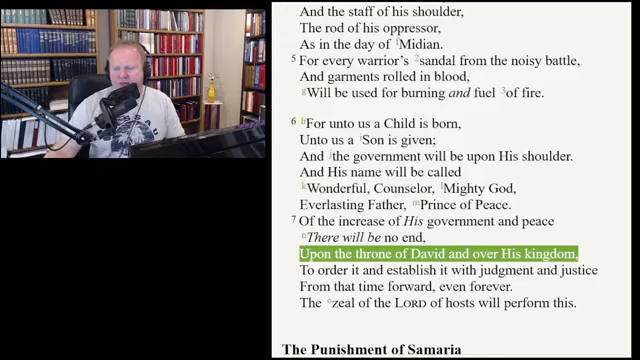 And the staff of his shoulder,
The rod of his oppressor,
As in the day of f Midian.
5 For every warrior's 2 sandal from the noisy battle,
And garments rolled in blood,
g Will be used for burning and fuel 3 of fire.
6 h For unto us a Child is born,
Unto us a i Son is given;
And j the government will be upon His shoulder.
And His name will be called
k Wonderful, Counselor, l Mighty God,
Everlasting Father, m Prince of Peace.
7 Of the increase of His government and peace
n There will be no end,
Upon the throne of David and over His kingdom,
To order it and establish it with judgment and justice
From that time forward, even forever.
The o zeal of the LORD of hosts will perform this.
The Punishment of Samaria